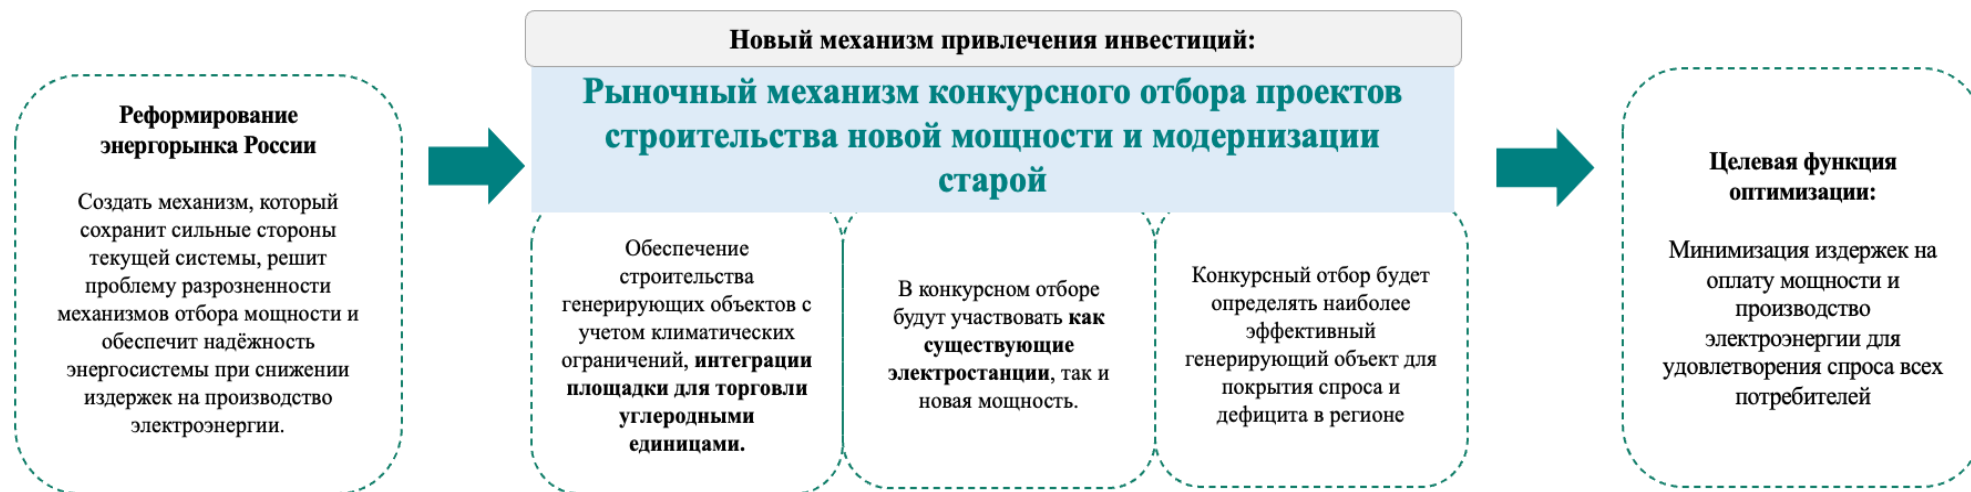 Реформирование
энергорынка России
Создать механизм, который
сохранит сильные стороны
текущей системы, решит
проблему разрозненности
механизмов отбора мощности и
обеспечит надёжность
энергосистемы при снижении
издержек на производство
электроэнергии.
Новый механизм привлечения инвестиций:
Рыночный механизм конкурсного отбора проектов
строительства новой мощности и модернизации
старой
Обеспечение
строительства
генерирующих объектов с
учетом климатических
ограничений, интеграции
площадки для торговли
углеродными
единицами.
В конкурсном отборе
будут участвовать как
существующие
электростанции, так и
новая мощность.
Конкурсный отбор будет
определять наиболее
эффективный
генерирующий объект для
покрытия спроса и
дефицита в регионе
Целевая функция
оптимизации:
Минимизация издержек на
оплату мощности и
производство
электроэнергии для
удовлетворения спроса всех
потребителей